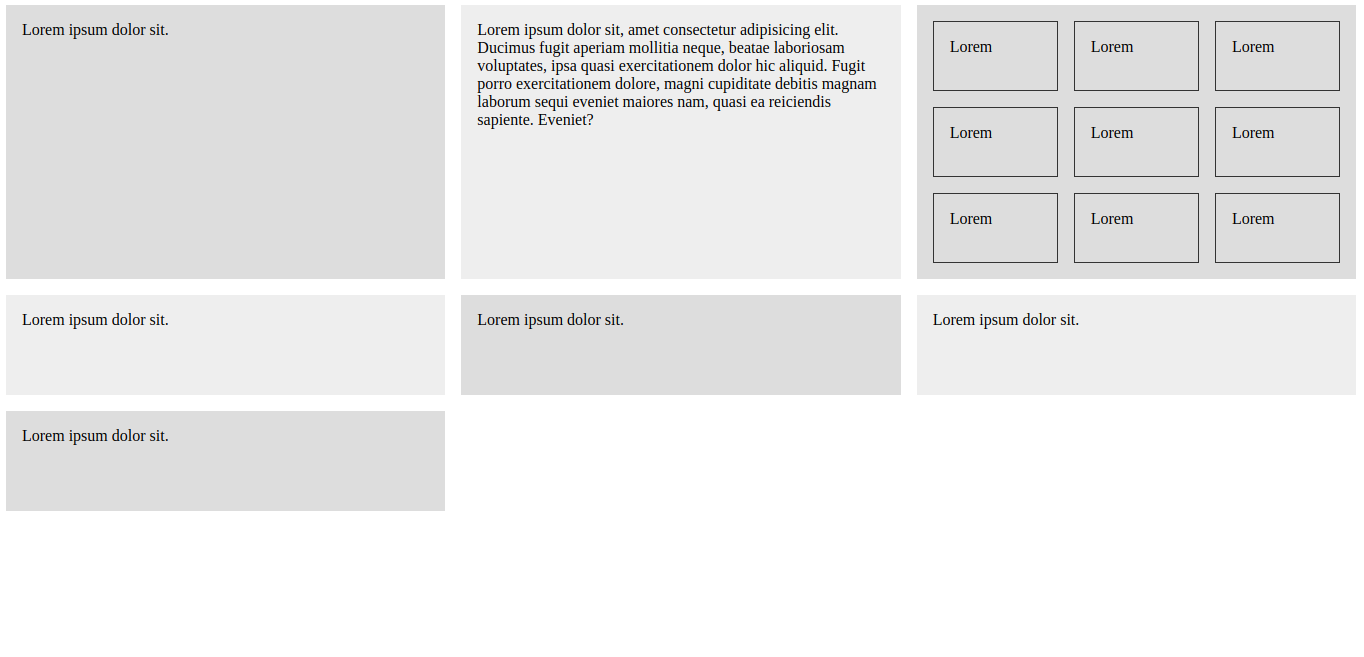 Lorem ipsum dolor sit.
Lorem ipsum dolor sit, amet consectetur adipisicing elit.
Ducimus fugit aperiam mollitia neque, beatae laboriosam
voluptates, ipsa quasi exercitationem dolor hic aliquid. Fugit
porro exercitationem dolore, magni cupiditate debitis magnam
laborum sequi eveniet maiores nam, quasi ea reiciendis
sapiente. Eveniet?
Lorem
Lorem
Lorem
Lorem
Lorem
Lorem
Lorem
Lorem
Lorem
Lorem ipsum dolor sit.
Lorem ipsum dolor sit.
Lorem ipsum dolor sit.
Lorem ipsum dolor sit.